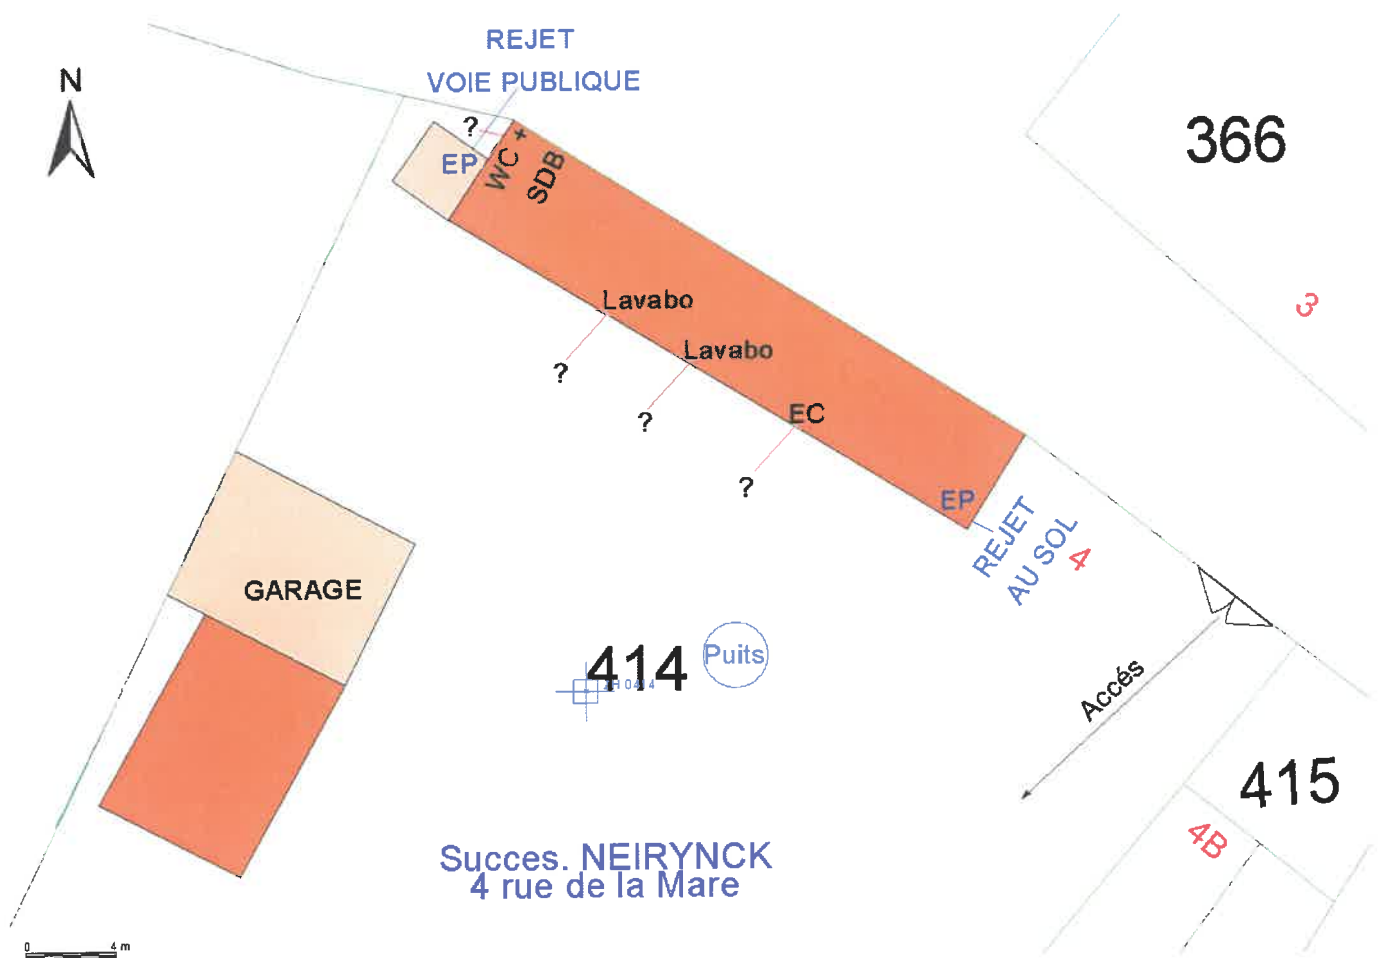 REJET
VOIE PUBLIQUE
N
?
EP
WC +
SDB
366
3
Lavabo
Lavabo
?
?
EC
?
EP
REJET
AU SOL
4
GARAGE
414
Puits
Accés
415
4B
Succes. NEIRYNCK
4 rue de la Mare
0 4 m